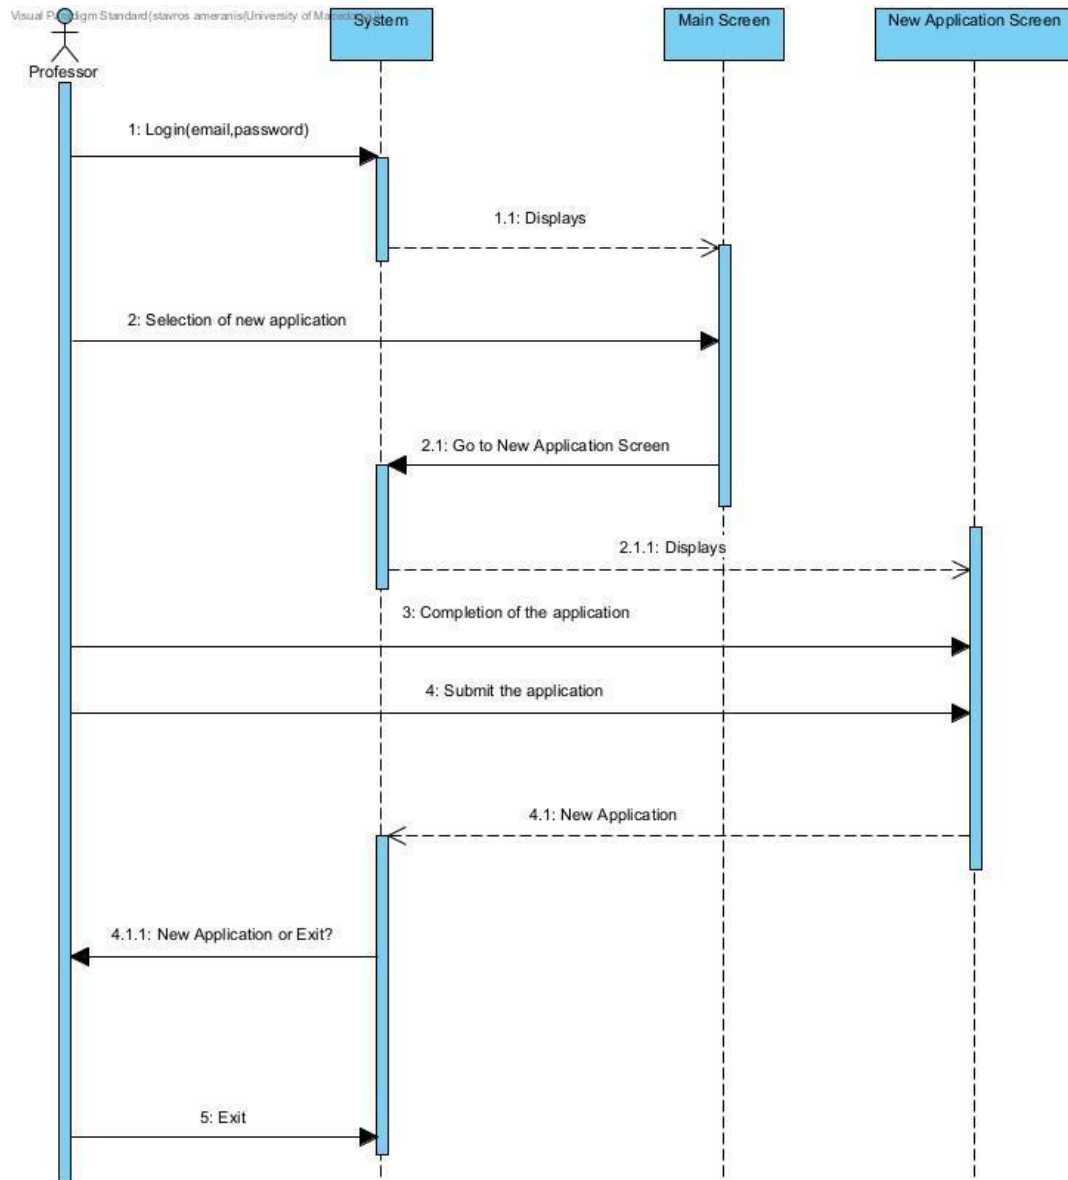 Visual Paradigm Standard(stavros ameranis(University of Macedonia))
System
Main Screen
New Application Screen
Professor
1: Login(email,password)
1.1: Displays
2: Selection of new application
2.1: Go to New Application Screen
2.1.1: Displays
3: Completion of the application
4: Submit the application
4.1: New Application
4.1.1: New Application or Exit?
5: Exit